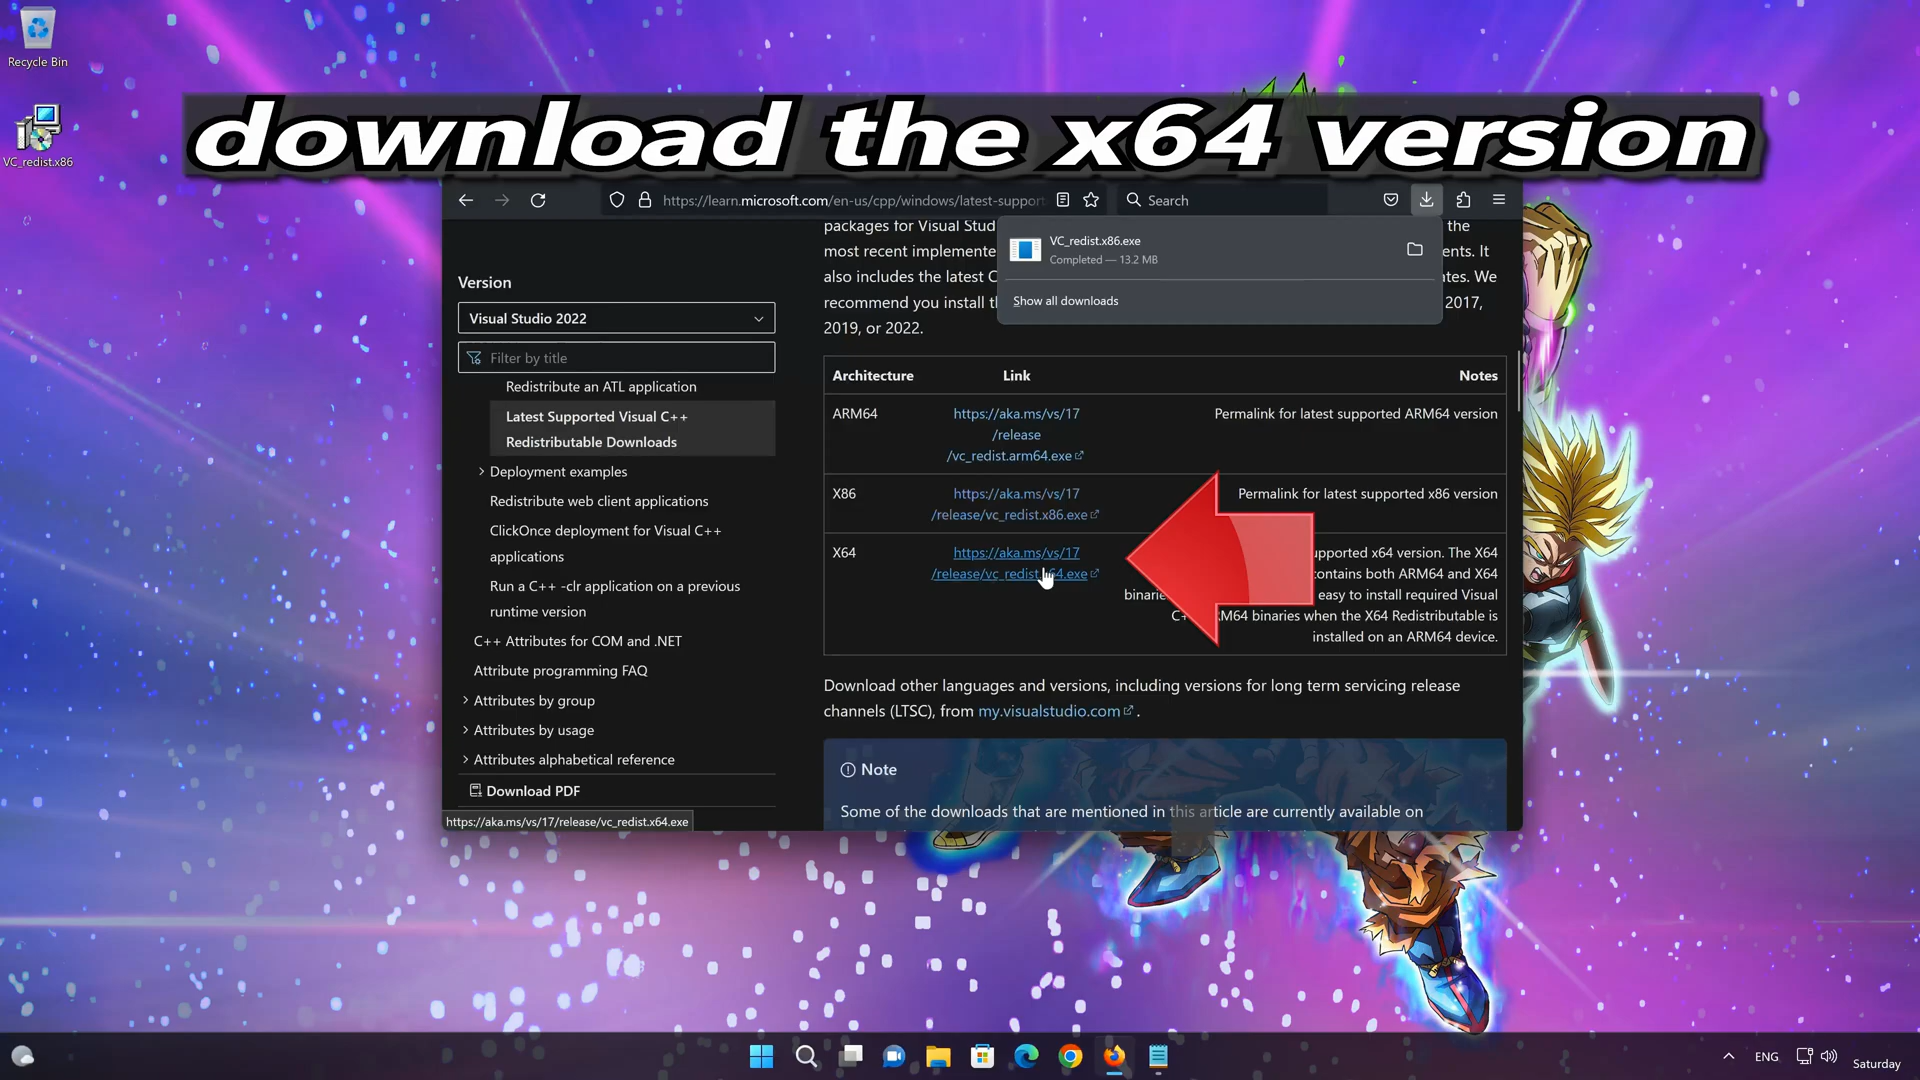 Recycle Bin
VC_redist.x86
download the x64 version
https://learn.microsoft.com/en-us/cpp/windows/latest-support
Search
VC_redist.x86.exe
Completed — 13.2 MB
Show all downloads
Version
Visual Studio 2022
Filter by title
Redistribute an ATL application
Latest Supported Visual C++
Redistributable Downloads
Deployment examples
Redistribute web client applications
ClickOnce deployment for Visual C++
applications
Run a C++ -clr application on a previous
runtime version
C++ Attributes for COM and .NET
Attribute programming FAQ
Attributes by group
Attributes by usage
Attributes alphabetical reference
Download PDF
https://aka.ms/vs/17/release/vc_redist.x64.exe
packages for Visual Stud the
most recent implemente ents. It
also includes the latest C tes. We
recommend you install t 2017,
2019, or 2022.
Architecture Link Notes
ARM64 https://aka.ms/vs/17 Permalink for latest supported ARM64 version
/release
/vc_redist.arm64.exe
X86 https://aka.ms/vs/17 Permalink for latest supported x86 version
/release/vc_redist.x86.exe
X64 https://aka.ms/vs/17 upported x64 version. The X64
/release/vc_redist.x64.exe contains both ARM64 and X64
binarie easy to install required Visual
C+ RM64 binaries when the X64 Redistributable is
installed on an ARM64 device.
Download other languages and versions, including versions for long term servicing release
channels (LTSC), from my.visualstudio.com.
Note
Some of the downloads that are mentioned in this article are currently available on
ENG
Saturday